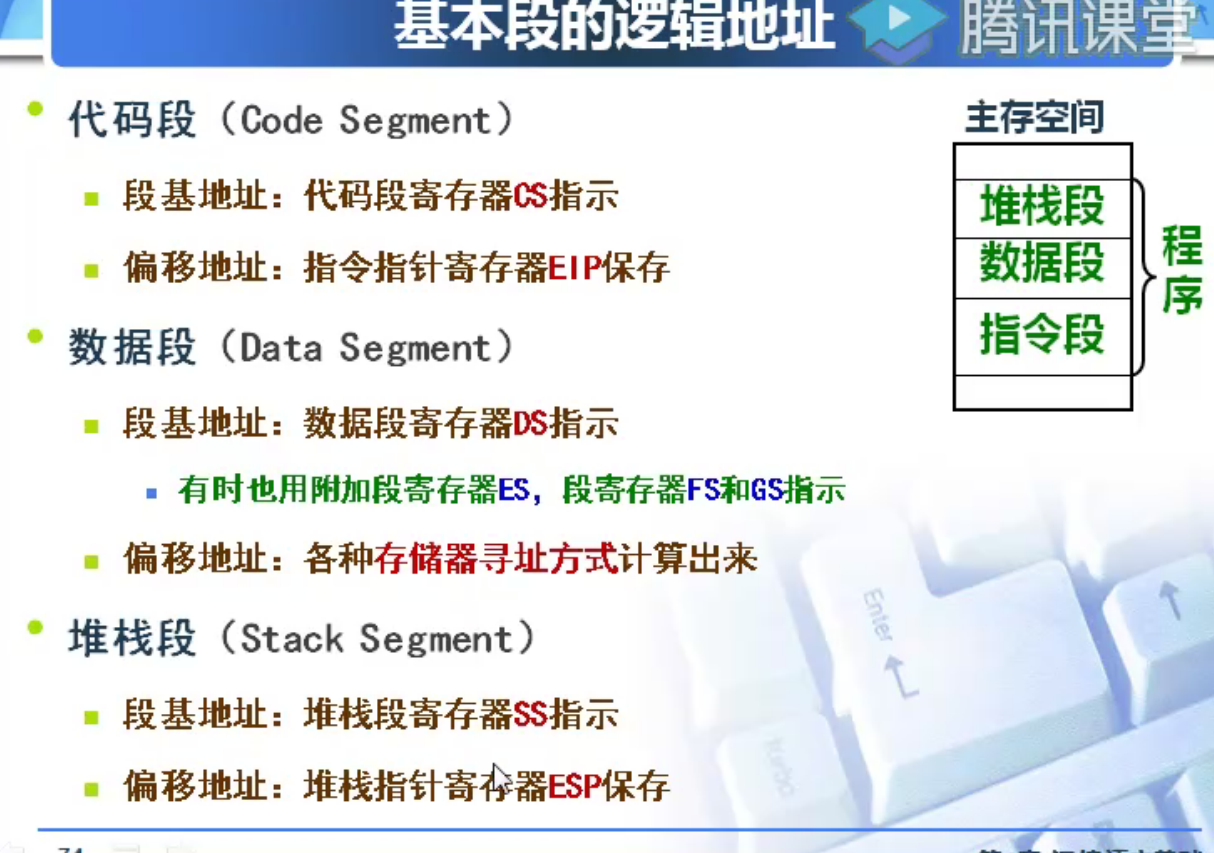 基本段的逻辑地址
腾讯课堂
代码段（Code Segment）
段基地址：代码段寄存器CS指示
偏移地址：指令指针寄存器EIP保存
数据段（Data Segment）
段基地址：数据段寄存器DS指示
有时也用附加段寄存器ES，段寄存器FS和GS指示
偏移地址：各种存储器寻址方式计算出来
堆栈段（Stack Segment）
段基地址：堆栈段寄存器SS指示
偏移地址：堆栈指针寄存器ESP保存
主存空间
堆栈段
数据段
指令段
程
序
Enter